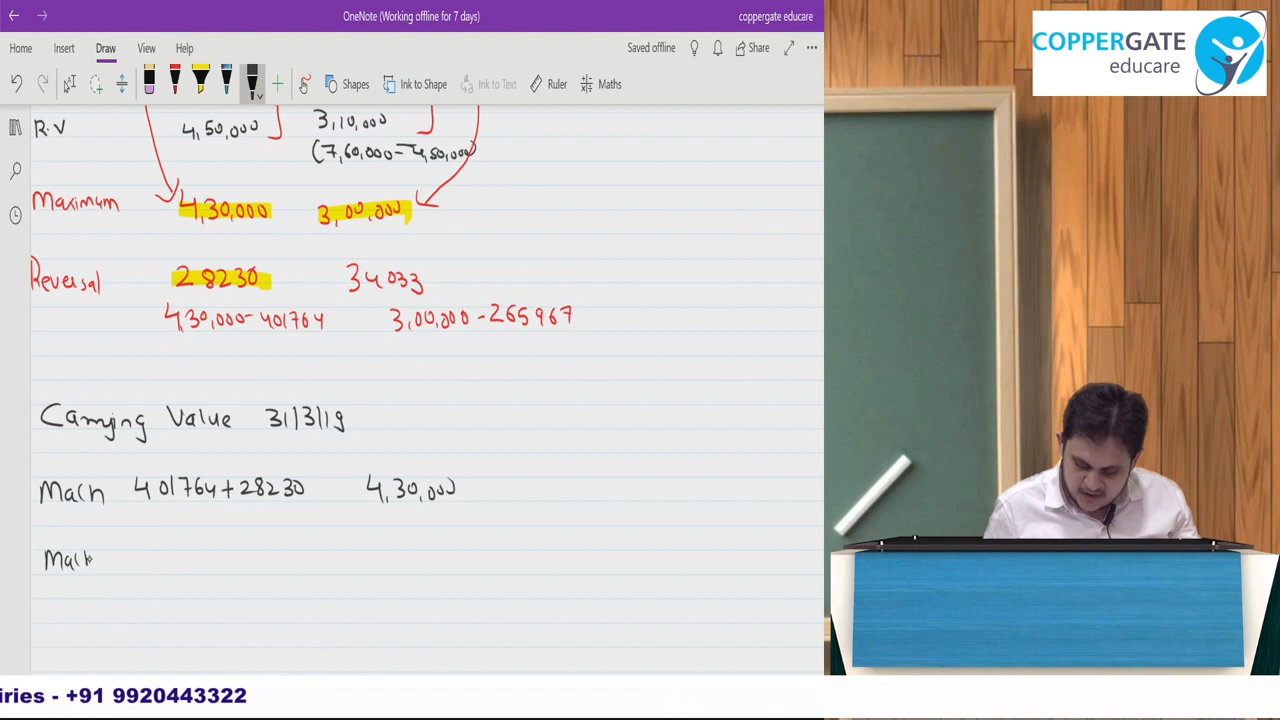 OneNote (Working offline for 7 days)
coppergate educare
Home Insert Draw View Help
Saved offline
Share
Shapes
Ink to Shape
Ink to Text
Ruler
Maths
COPPERGATE
educare
R.V 4,50,000 3,10,000
(7,60,000-4,50,000)
Maximum 4,30,000 3,00,000
Reversal 28230 34033
4,30,000-401764 3,00,000-265967
Carrying Value 31/3/19
Mach 401764+28230 4,30,000
Mach
iries - +91 9920443322